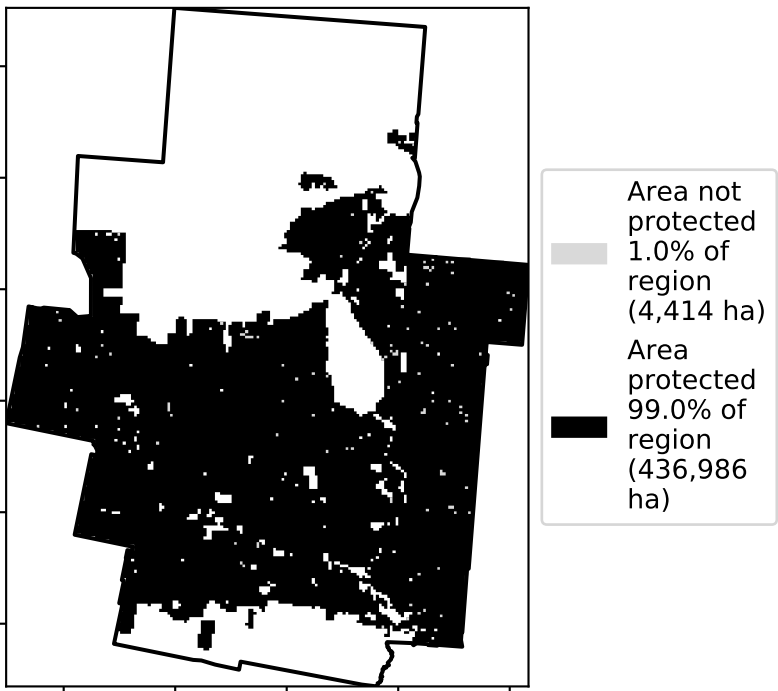 Area not
protected
1.0% of
region
(4,414 ha)
Area
protected
99.0% of
region
(436,986
ha)